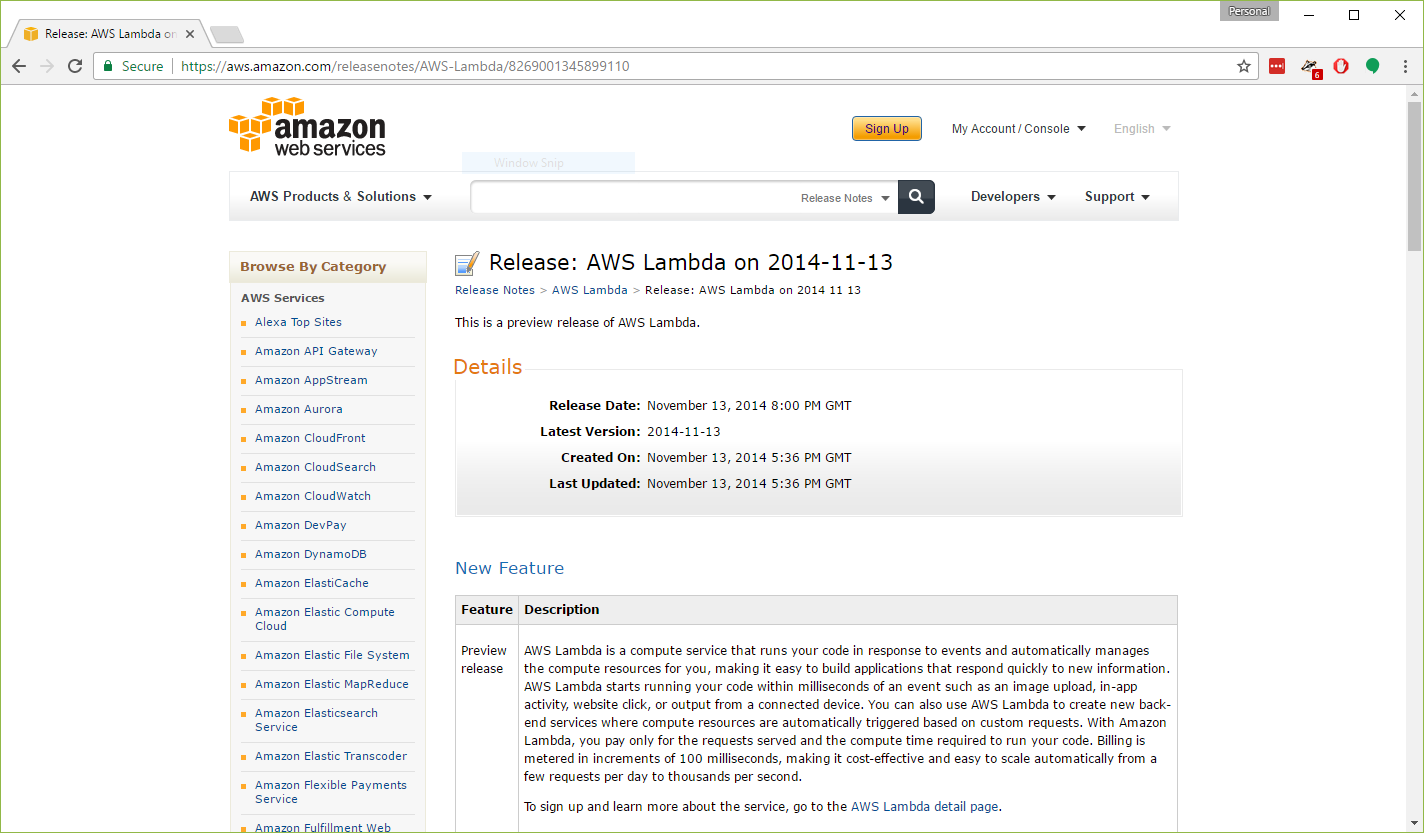 Personal
Release: AWS Lambda on
Secure
https://aws.amazon.com/releasenotes/AWS-Lambda/8269001345899110
6
amazon
web services
Sign Up
My Account / Console
English
Window Snip
AWS Products & Solutions
Release Notes
Developers
Support
Browse By Category
AWS Services
Alexa Top Sites
Amazon API Gateway
Amazon AppStream
Amazon Aurora
Amazon CloudFront
Amazon CloudSearch
Amazon CloudWatch
Amazon DevPay
Amazon DynamoDB
Amazon ElastiCache
Amazon Elastic Compute
Cloud
Amazon Elastic File System
Amazon Elastic MapReduce
Amazon Elasticsearch
Service
Amazon Elastic Transcoder
Amazon Flexible Payments
Service
Amazon Fulfillment Web
Release: AWS Lambda on 2014-11-13
Release Notes > AWS Lambda > Release: AWS Lambda on 2014 11 13
This is a preview release of AWS Lambda.
Details
Release Date: November 13, 2014 8:00 PM GMT
Latest Version: 2014-11-13
Created On: November 13, 2014 5:36 PM GMT
Last Updated: November 13, 2014 5:36 PM GMT
New Feature
Feature Description
Preview
release
AWS Lambda is a compute service that runs your code in response to events and automatically manages
the compute resources for you, making it easy to build applications that respond quickly to new information.
AWS Lambda starts running your code within milliseconds of an event such as an image upload, in-app
activity, website click, or output from a connected device. You can also use AWS Lambda to create new back-
end services where compute resources are automatically triggered based on custom requests. With Amazon
Lambda, you pay only for the requests served and the compute time required to run your code. Billing is
metered in increments of 100 milliseconds, making it cost-effective and easy to scale automatically from a
few requests per day to thousands per second.
To sign up and learn more about the service, go to the AWS Lambda detail page.